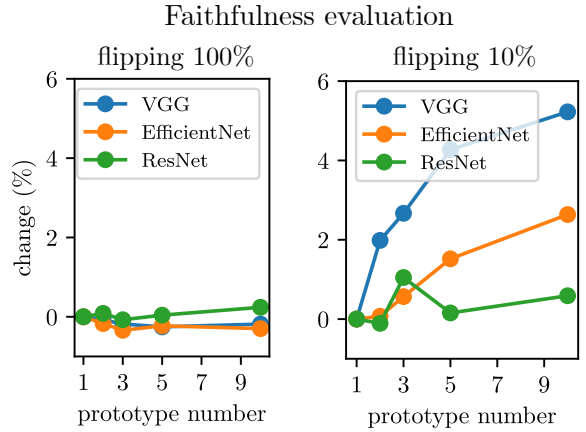 Faithfulness evaluation
flipping 100%
6
4
2
0
change (%)
VGG
EfficientNet
ResNet
1 3 5 7 9
prototype number
flipping 10%
6
4
2
0
VGG
EfficientNet
ResNet
1 3 5 7 9
prototype number